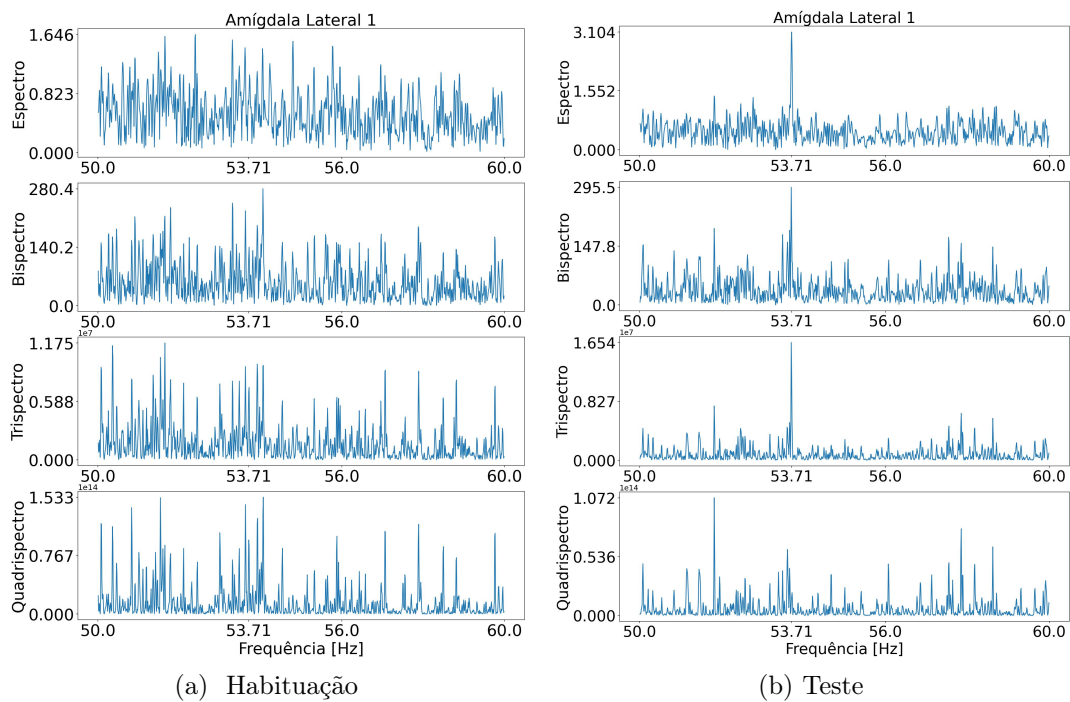 Amígdala Lateral 1
Espectro
1.646
0.823
0.000
50.0 53.71 56.0 60.0
Bispectro
280.4
140.2
0.0
50.0 53.71 56.0 60.0
1e7
Trispectro
1.175
0.588
0.000
50.0 53.71 56.0 60.0
1e14
Quadrispectro
1.533
0.767
0.000
50.0 53.71 56.0 60.0
Frequência [Hz]
(a) Habituação
Amígdala Lateral 1
Espectro
3.104
1.552
0.000
50.0 53.71 56.0 60.0
Bispectro
295.5
147.8
0.0
50.0 53.71 56.0 60.0
1e7
Trispectro
1.654
0.827
0.000
50.0 53.71 56.0 60.0
1e14
Quadrispectro
1.072
0.536
0.000
50.0 53.71 56.0 60.0
Frequência [Hz]
(b) Teste